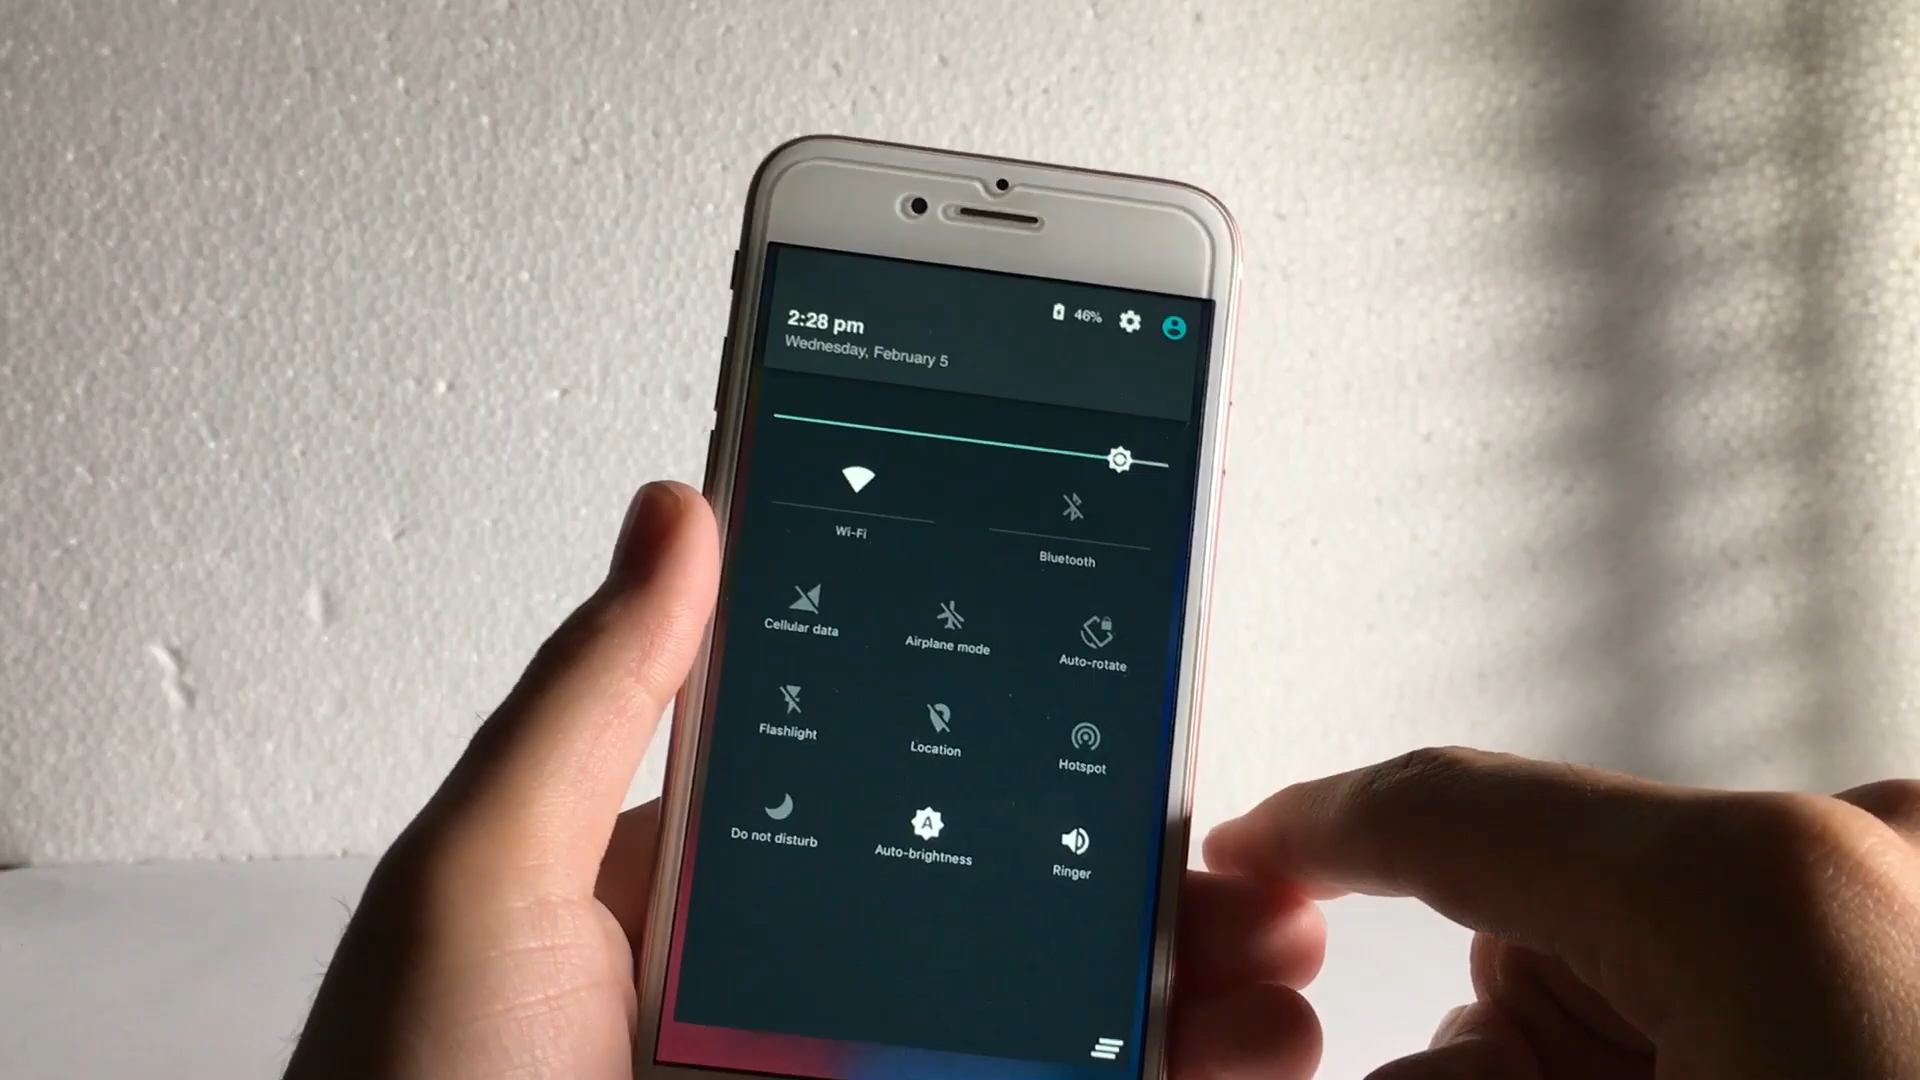 46%
2:28 pm
Wednesday, February 5
Wi-Fi
Bluetooth
Cellular data
Airplane mode
Auto-rotate
Flashlight
Location
Hotspot
Do not disturb
A
Auto-brightness
Ringer